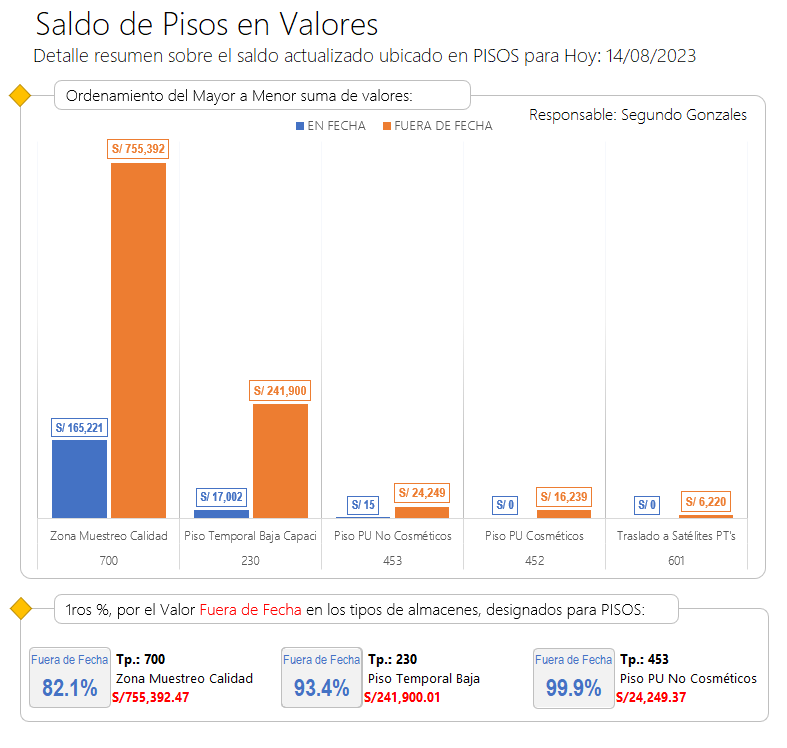 Saldo de Pisos en Valores
Detalle resumen sobre el saldo actualizado ubicado en PISOS para Hoy: 14/08/2023
Ordenamiento del Mayor a Menor suma de valores:
Responsable: Segundo Gonzales
EN FECHA FUERA DE FECHA
S/ 755,392
S/ 241,900
S/ 165,221
S/ 17,002
S/ 15
S/ 24,249
S/ 0
S/ 16,239
S/ 0
S/ 6,220
Zona Muestreo Calidad Piso Temporal Baja Capaci Piso PU No Cosméticos Piso PU Cosméticos Traslado a Satélites PT's
700 230 453 452 601
1ros %, por el Valor Fuera de Fecha en los tipos de almacenes, designados para PISOS:
Fuera de Fecha
82.1%
Tp.: 700
Zona Muestreo Calidad
S/755,392.47
Fuera de Fecha
93.4%
Tp.: 230
Piso Temporal Baja
S/241,900.01
Fuera de Fecha
99.9%
Tp.: 453
Piso PU No Cosméticos
S/24,249.37